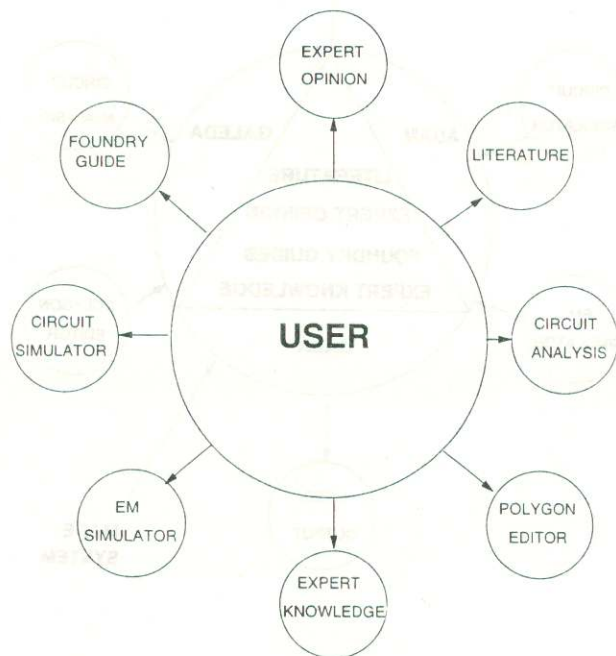 EXPERT
OPINION
FOUNDRY
GUIDE
LITERATURE
CIRCUIT
SIMULATOR
USER
CIRCUIT
ANALYSIS
EM
SIMULATOR
POLYGON
EDITOR
EXPERT
KNOWLEDGE